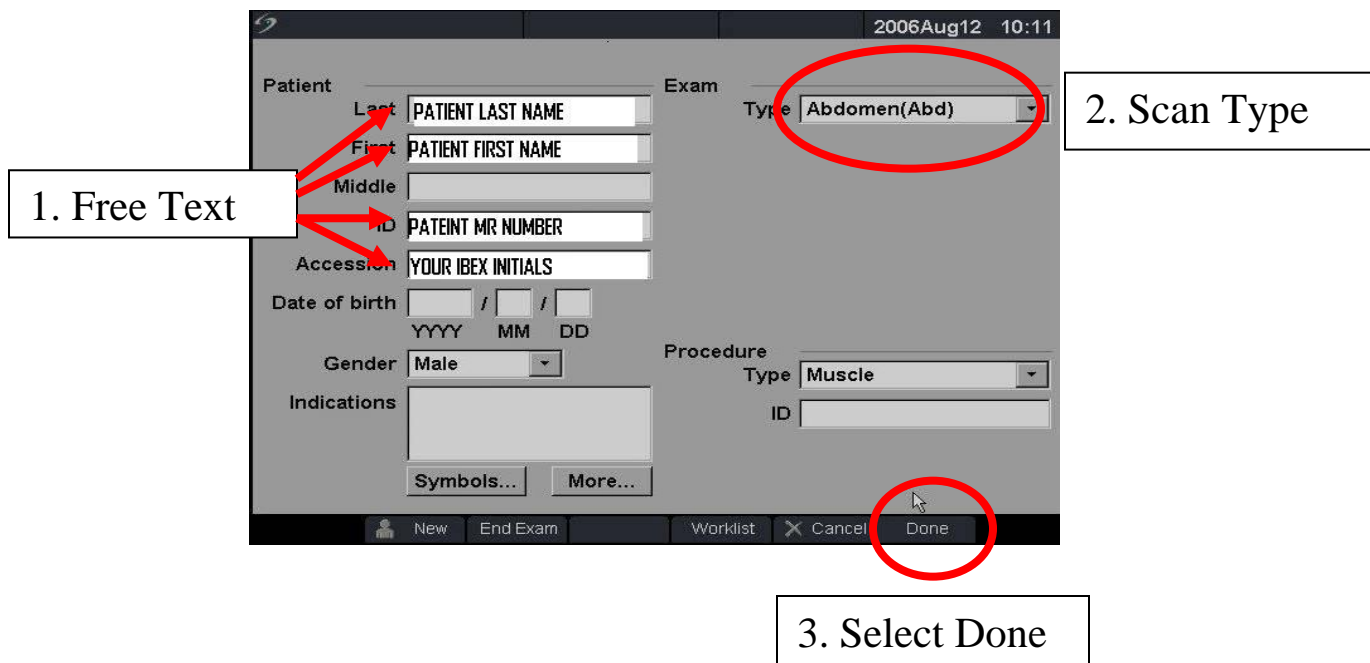 2006Aug12 10:11
Patient
Exam
Last PATIENT LAST NAME
Type Abdomen(Abd)
2. Scan Type
First PATIENT FIRST NAME
Middle
1. Free Text
ID PATEINT MR NUMBER
Accession YOUR IBEX INITIALS
Date of birth / /
YYYY MM DD
Procedure
Gender Male
Type Muscle
Indications
ID
Symbols... More...
New End Exam Worklist Cancel Done
3. Select Done